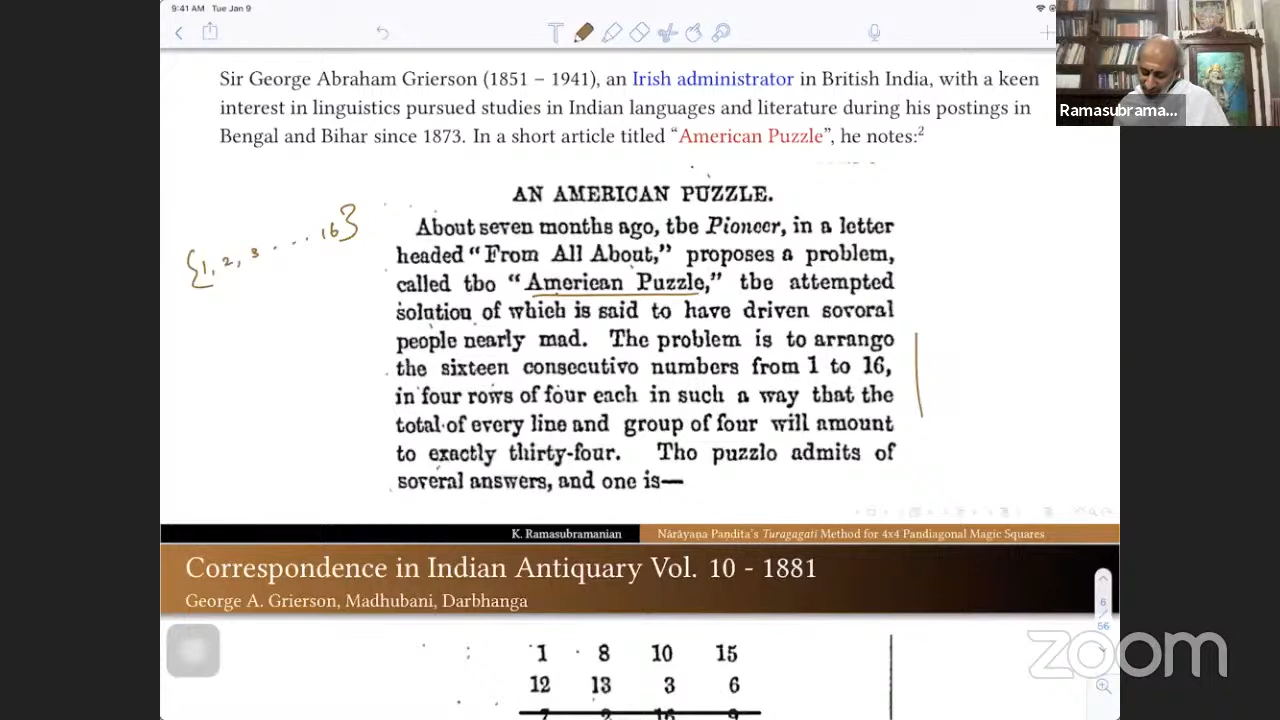 9:41 AM Tue Jan 9
Sir George Abraham Grierson (1851 – 1941), an Irish administrator in British India, with a keen
interest in linguistics pursued studies in Indian languages and literature during his postings in
Bengal and Bihar since 1873. In a short article titled “American Puzzle”, he notes:2
Ramasubrama...
AN AMERICAN PUZZLE.
{1, 2, 3 . . . 16}
About seven months ago, the Pioneer, in a letter
headed “From All About,” proposes a problem,
called the “American Puzzle,” the attempted
solution of which is said to have driven several
people nearly mad. The problem is to arrange
the sixteen consecutive numbers from 1 to 16,
in four rows of four each in such a way that the
total of every line and group of four will amount
to exactly thirty-four. The puzzle admits of
several answers, and one is—
K. Ramasubramanian
Nārāyaṇa Paṇḍita's Turagagati Method for 4x4 Pandiagonal Magic Squares
Correspondence in Indian Antiquary Vol. 10 - 1881
George A. Grierson, Madhubani, Darbhanga
6
/
56
1 8 10 15
12 13 3 6
7 2 16 9
zoom